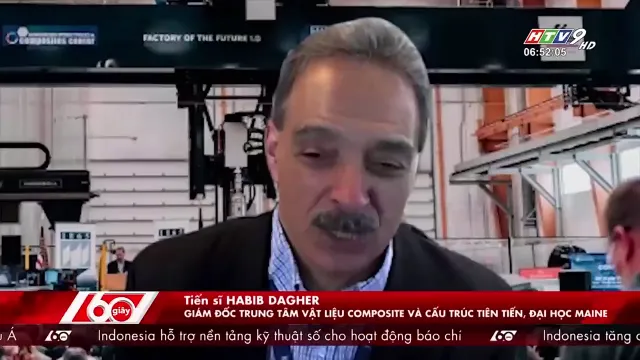 composites center
FACTORY OF THE FUTURE 1.0
HTV9 HD
06:52:05
Tiến sĩ HABIB DAGHER
GIÁM ĐỐC TRUNG TÂM VẬT LIỆU COMPOSITE VÀ CẤU TRÚC TIÊN TIẾN, ĐẠI HỌC MAINE
60 giây
u Á
60 Indonesia hỗ trợ nền tảng kỹ thuật số cho hoạt động báo chí 60 Indonesia tăng